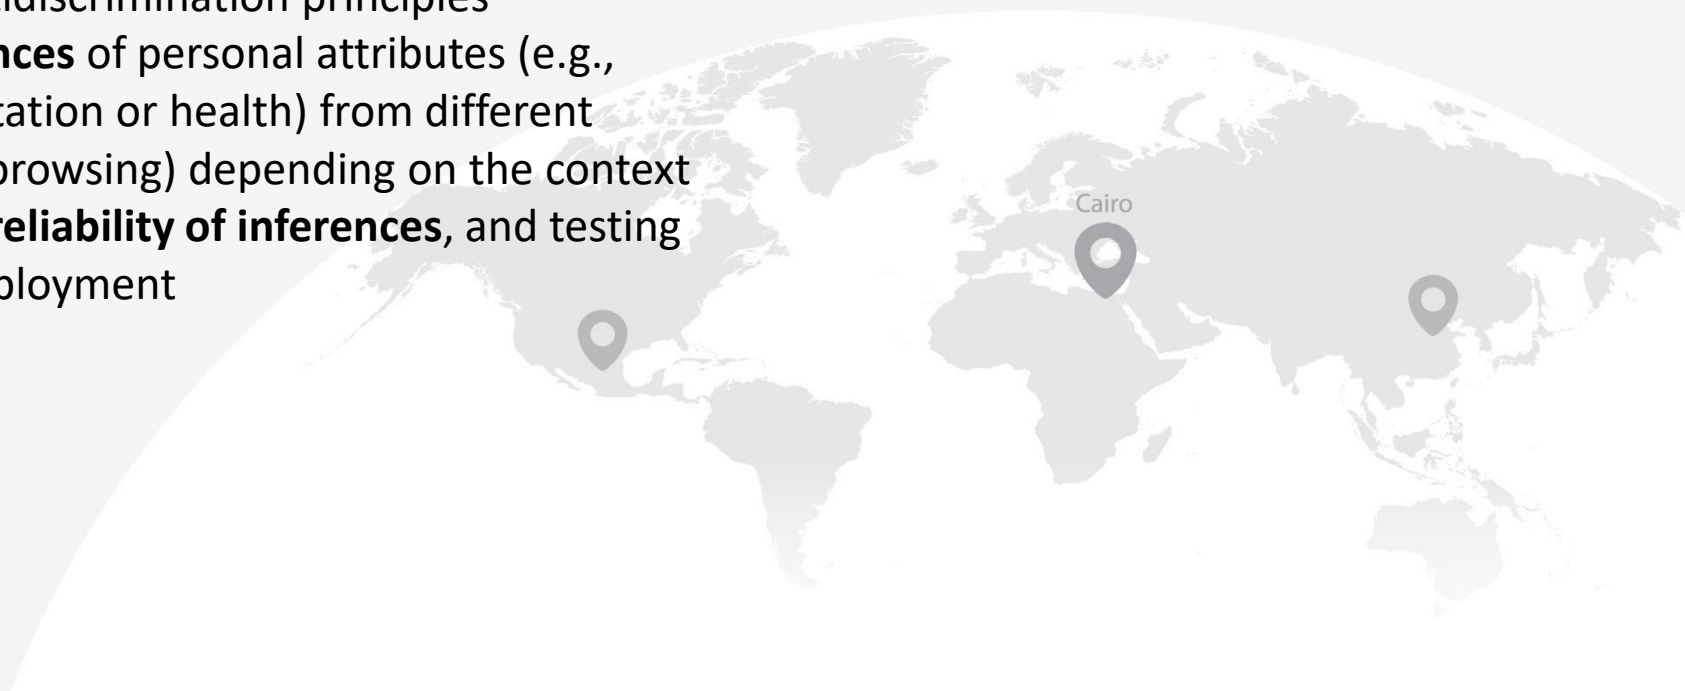 discrimination principles
nces of personal attributes (e.g.,
tation or health) from different
browsing) depending on the context
reliability of inferences, and testing
ployment
Cairo